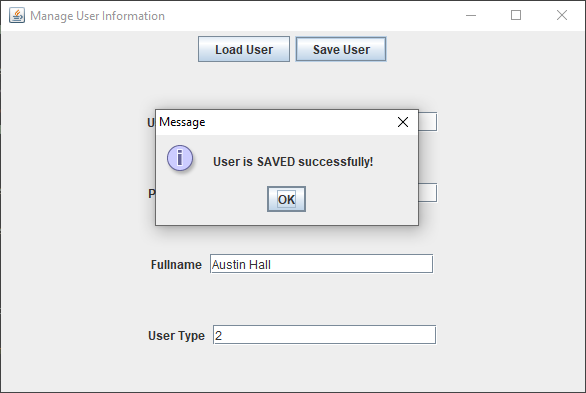 Manage User Information
Load User Save User
Message
User is SAVED successfully!
OK
Fullname Austin Hall
User Type 2